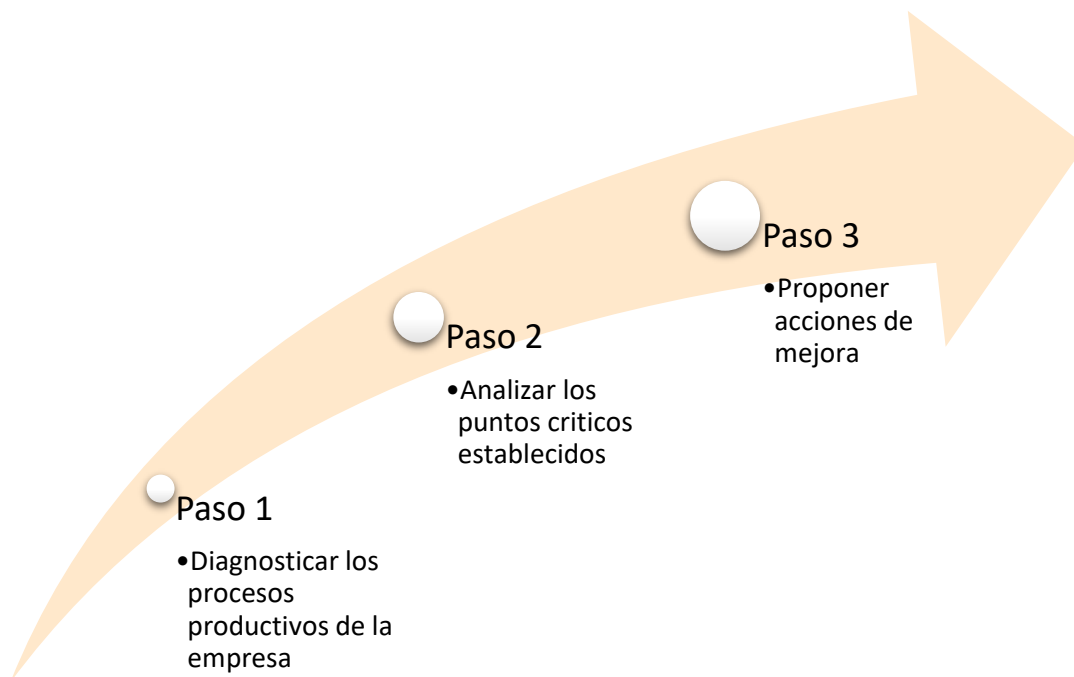 Paso 1
•Diagnosticar los
procesos
productivos de la
empresa
Paso 2
•Analizar los
puntos criticos
establecidos
Paso 3
•Proponer
acciones de
mejora